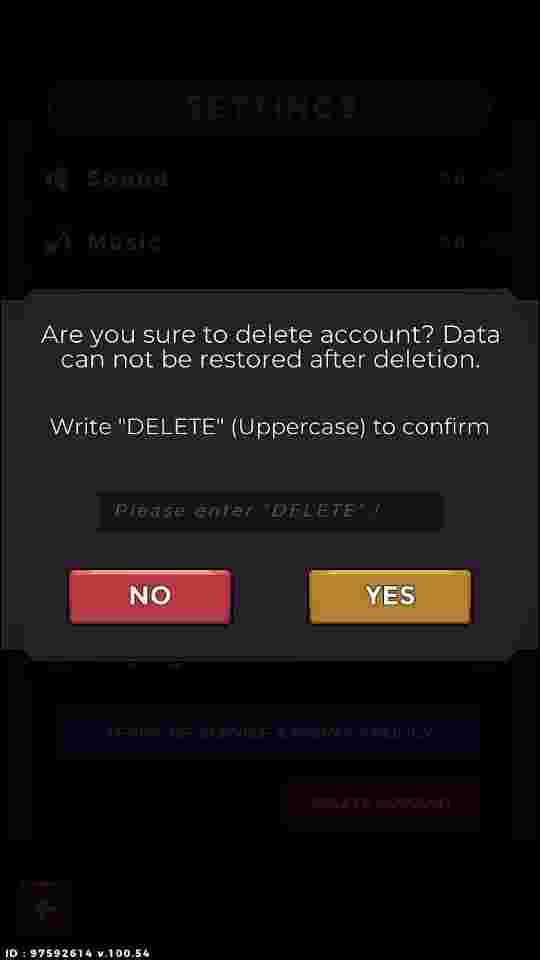 SETTINGS
Sound
Music
Are you sure to delete account? Data
can not be restored after deletion.
Write "DELETE" (Uppercase) to confirm
Please enter "DELETE" !
NO
YES
TERMS OF SERVICE & PRIVACY POLICY
DELETE ACCOUNT
ID : 97592614 v.100.54